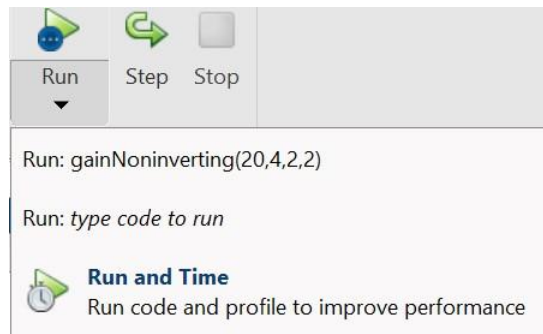 Run Step Stop
Run: gainNoninverting(20,4,2,2)
Run: type code to run
Run and Time
Run code and profile to improve performance